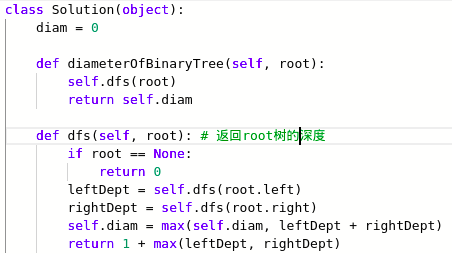 class Solution(object):
    diam = 0

    def diameterOfBinaryTree(self, root):
        self.dfs(root)
        return self.diam

    def dfs(self, root): # 返回root树的深度
        if root == None:
            return 0
        leftDept = self.dfs(root.left)
        rightDept = self.dfs(root.right)
        self.diam = max(self.diam, leftDept + rightDept)
        return 1 + max(leftDept, rightDept)